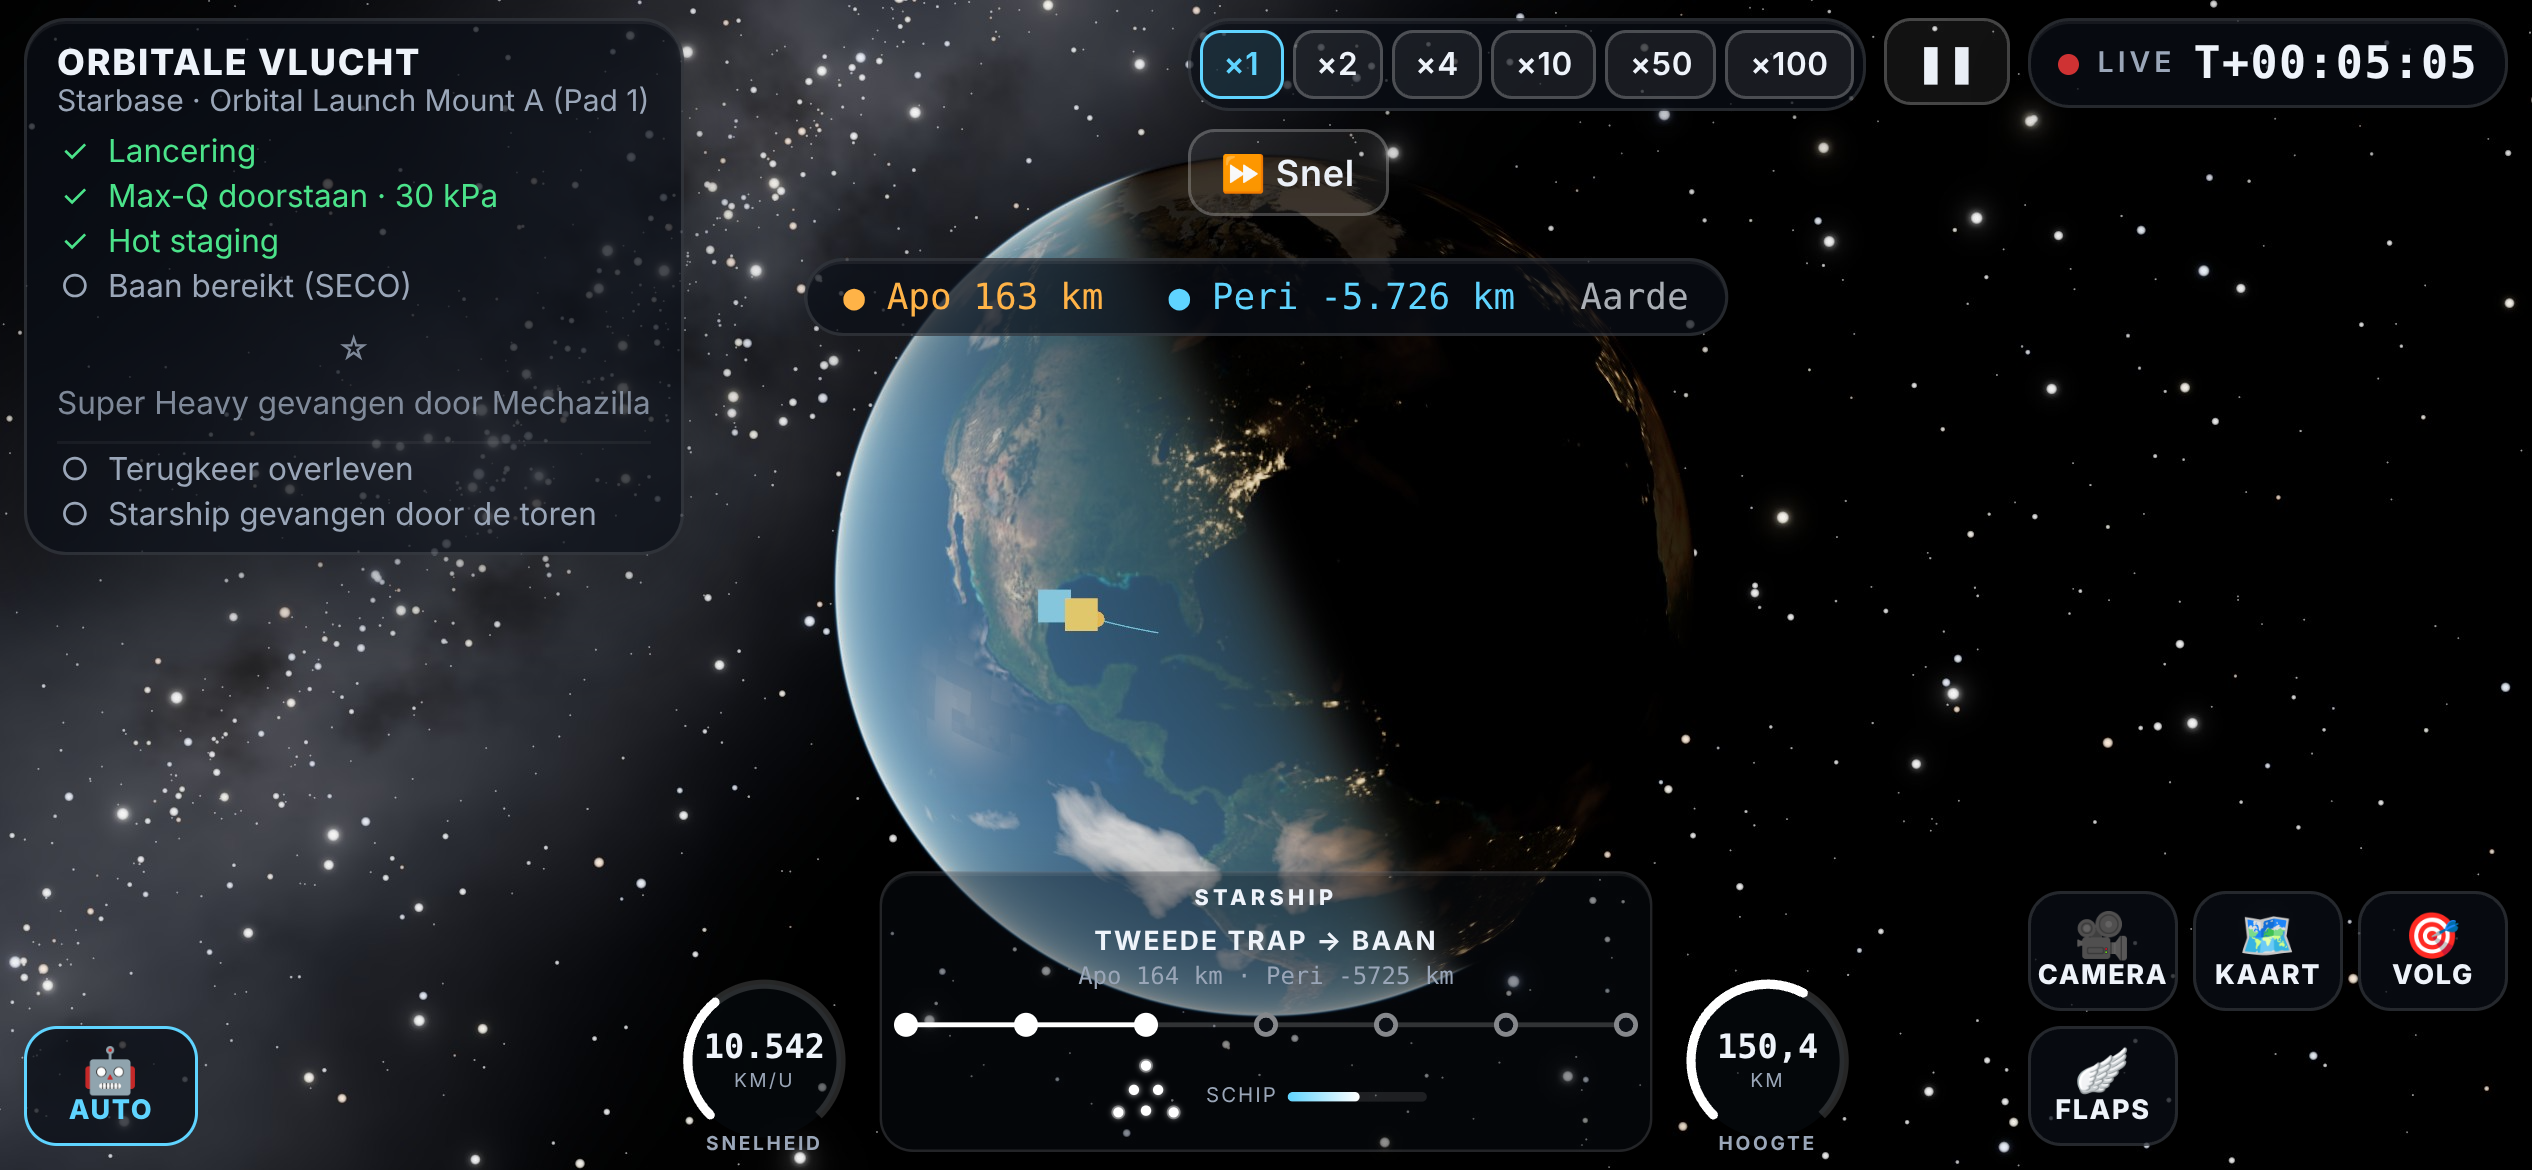 ORBITALE VLUCHT
Starbase · Orbital Launch Mount A (Pad 1)
✓ Lancering
✓ Max-Q doorstaan · 30 kPa
✓ Hot staging
○ Baan bereikt (SECO)
☆
Super Heavy gevangen door Mechazilla
○ Terugkeer overleven
○ Starship gevangen door de toren
×1 ×2 ×4 ×10 ×50 ×100
LIVE T+00:05:05
⏩ Snel
Apo 163 km Peri -5.726 km Aarde
STARSHIP
TWEEDE TRAP → BAAN
Apo 164 km · Peri -5725 km
SCHIP
10.542
KM/U
SNELHEID
150,4
KM
HOOGTE
AUTO
CAMERA KAART VOLG
FLAPS